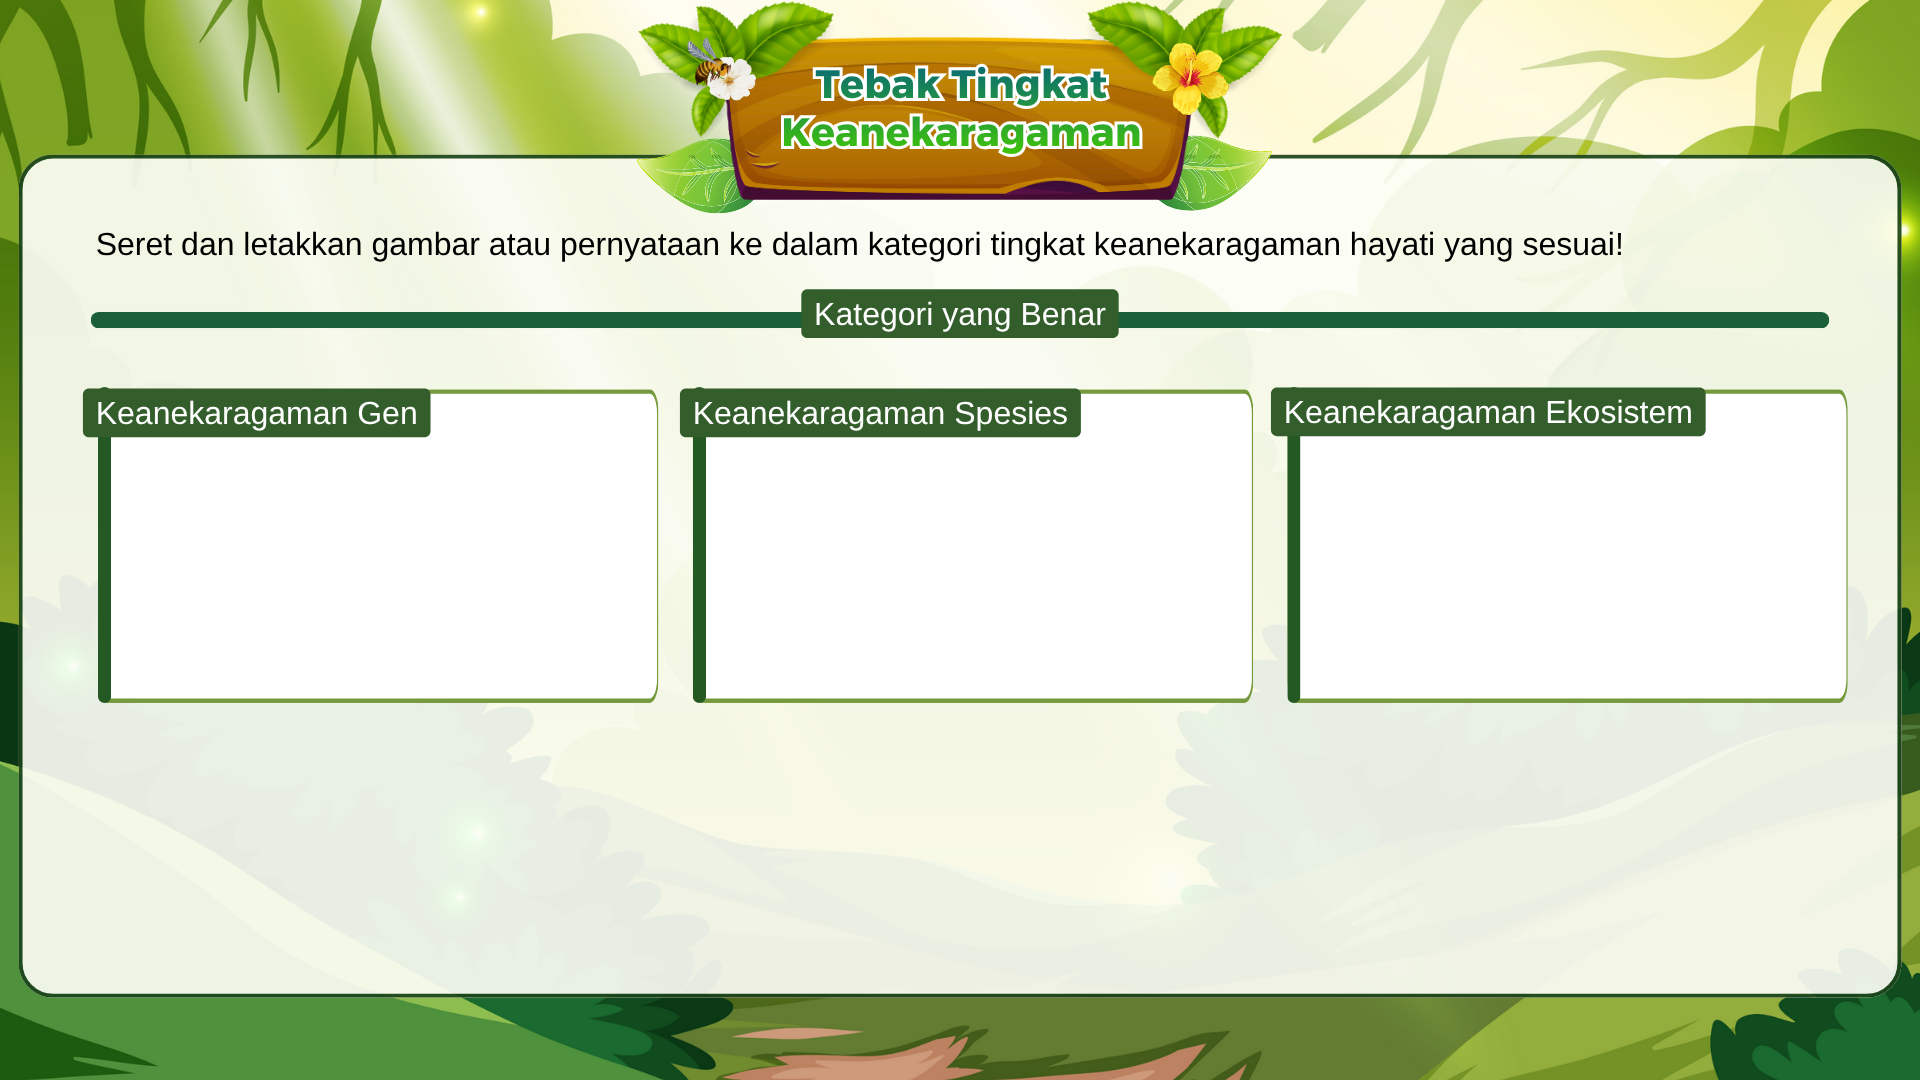 Tebak Tingkat
Keanekaragaman
Seret dan letakkan gambar atau pernyataan ke dalam kategori tingkat keanekaragaman hayati yang sesuai!
Kategori yang Benar
Keanekaragaman Gen
Keanekaragaman Spesies
Keanekaragaman Ekosistem